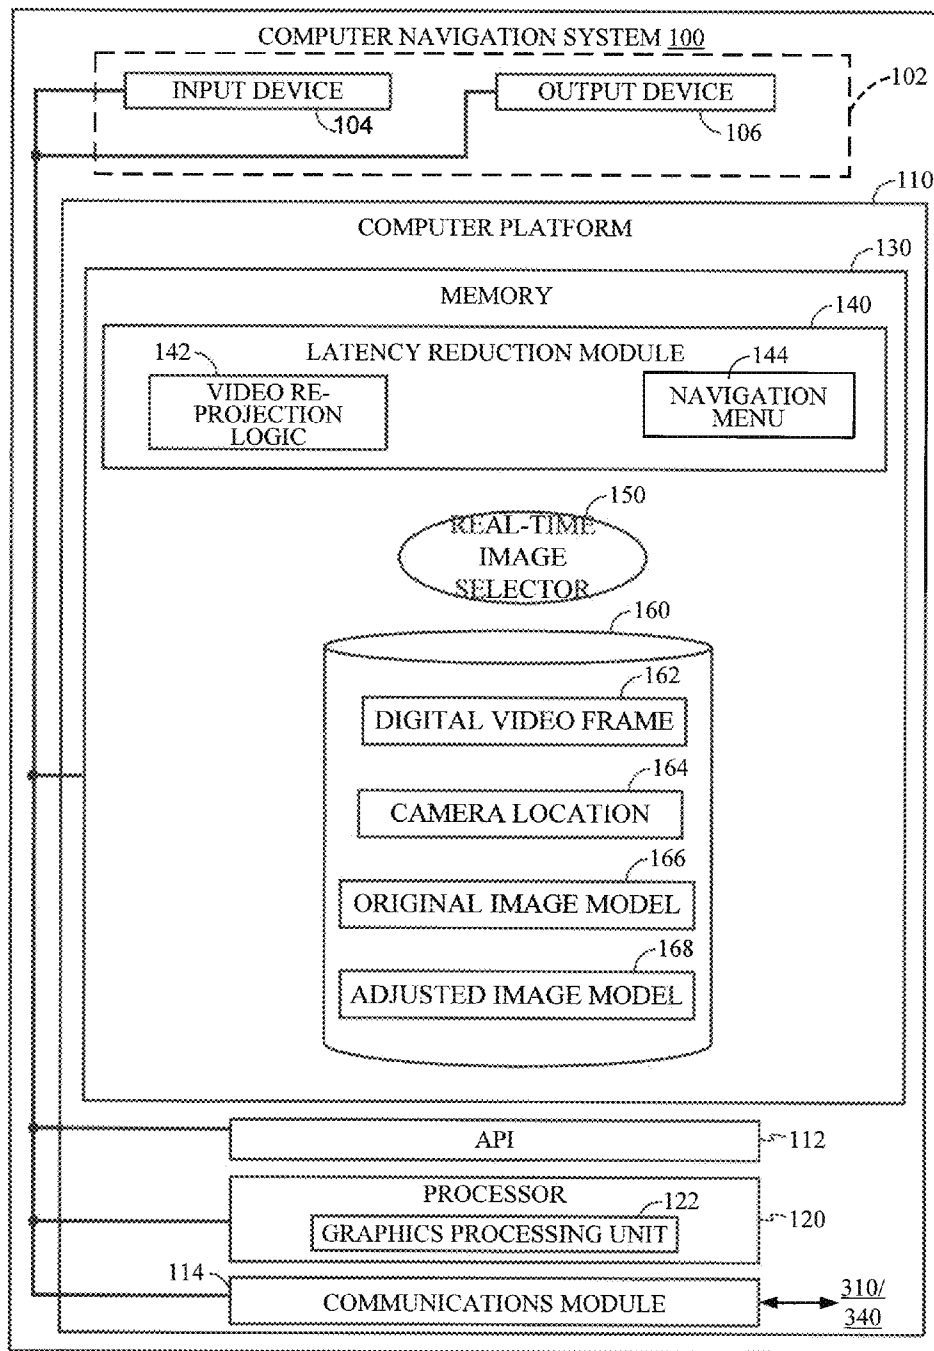 COMPUTER NAVIGATION SYSTEM 100
INPUT DEVICE
OUTPUT DEVICE
102
104
106
110
COMPUTER PLATFORM
130
MEMORY
140
LATENCY REDUCTION MODULE
142
144
VIDEO RE-
PROJECTION
LOGIC
NAVIGATION
MENU
150
REAL-TIME
IMAGE
SELECTOR
160
162
DIGITAL VIDEO FRAME
164
CAMERA LOCATION
166
ORIGINAL IMAGE MODEL
168
ADJUSTED IMAGE MODEL
API
112
PROCESSOR
122
GRAPHICS PROCESSING UNIT
120
114
COMMUNICATIONS MODULE
310/
340